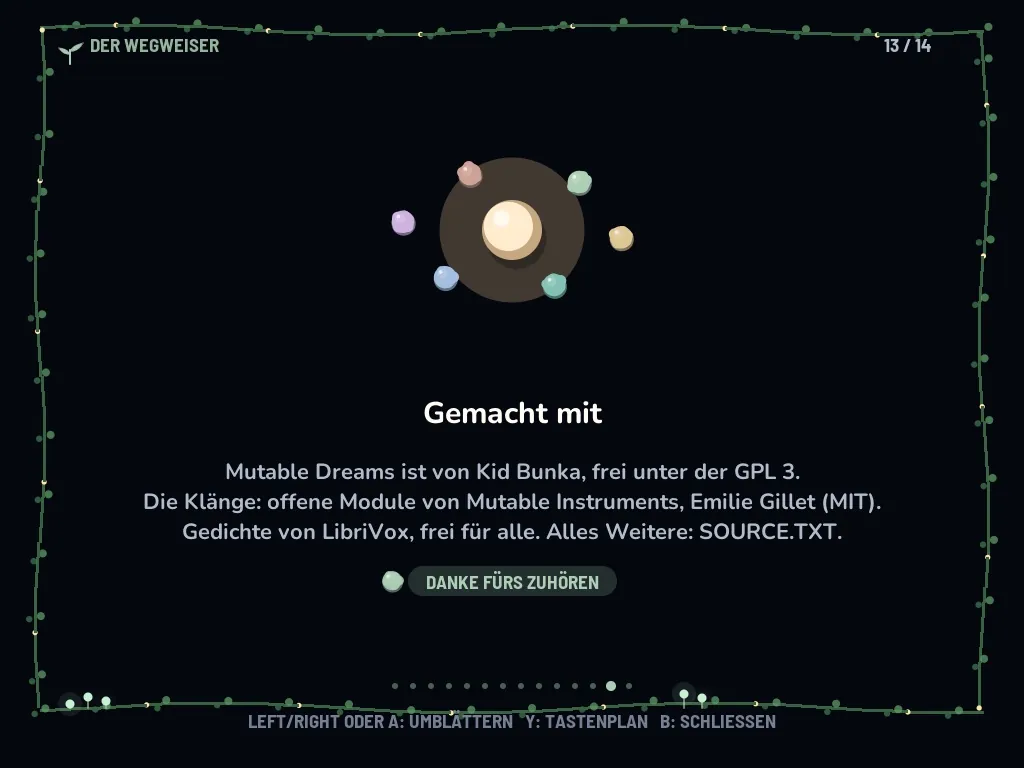 DER WEGWEISER
13 / 14
Gemacht mit
Mutable Dreams ist von Kid Bunka, frei unter der GPL 3.
Die Klänge: offene Module von Mutable Instruments, Emilie Gillet (MIT).
Gedichte von LibriVox, frei für alle. Alles Weitere: SOURCE.TXT.
DANKE FÜRS ZUHÖREN
LEFT/RIGHT ODER A: UMBLÄTTERN   Y: TASTENPLAN   B: SCHLIESSEN